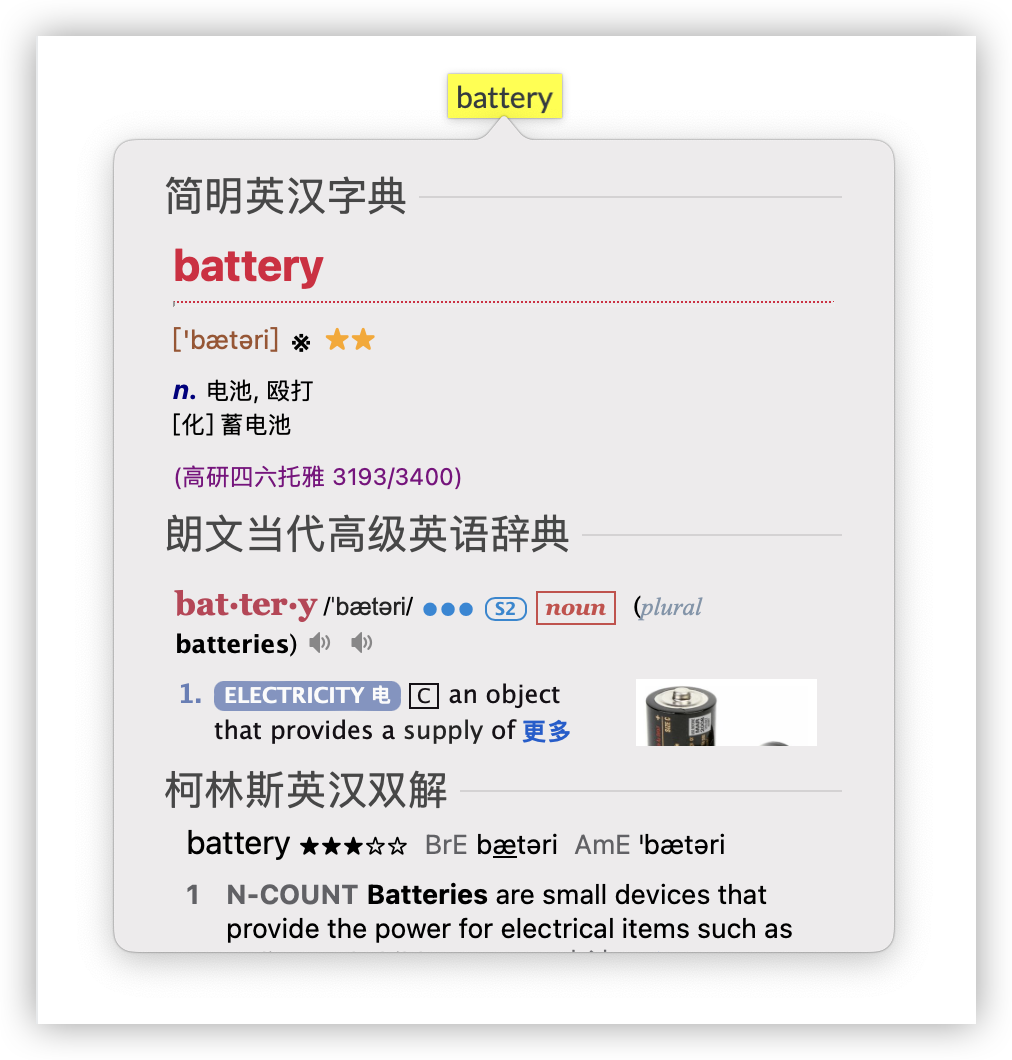 battery
简明英汉字典
battery
['bætəri] ※ ★★
n. 电池, 殴打
[化] 蓄电池
(高研四六托雅 3193/3400)
朗文当代高级英语辞典
bat·ter·y /ˈbætəri/ ●●● S2 noun (plural
batteries)
1. ELECTRICITY 电 C an object
that provides a supply of 更多
柯林斯英汉双解
battery ★★★☆☆ BrE bætəri AmE ˈbætəri
1 N-COUNT Batteries are small devices that
provide the power for electrical items such as